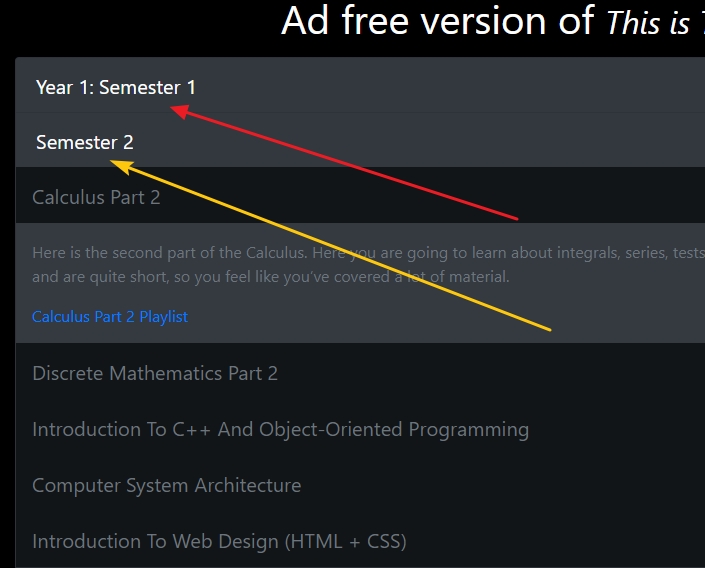 Ad free version of This is
Year 1: Semester 1
Semester 2
Calculus Part 2
Here is the second part of the Calculus. Here you are going to learn about integrals, series, tests
and are quite short, so you feel like you've covered a lot of material.
Calculus Part 2 Playlist
Discrete Mathematics Part 2
Introduction To C++ And Object-Oriented Programming
Computer System Architecture
Introduction To Web Design (HTML + CSS)